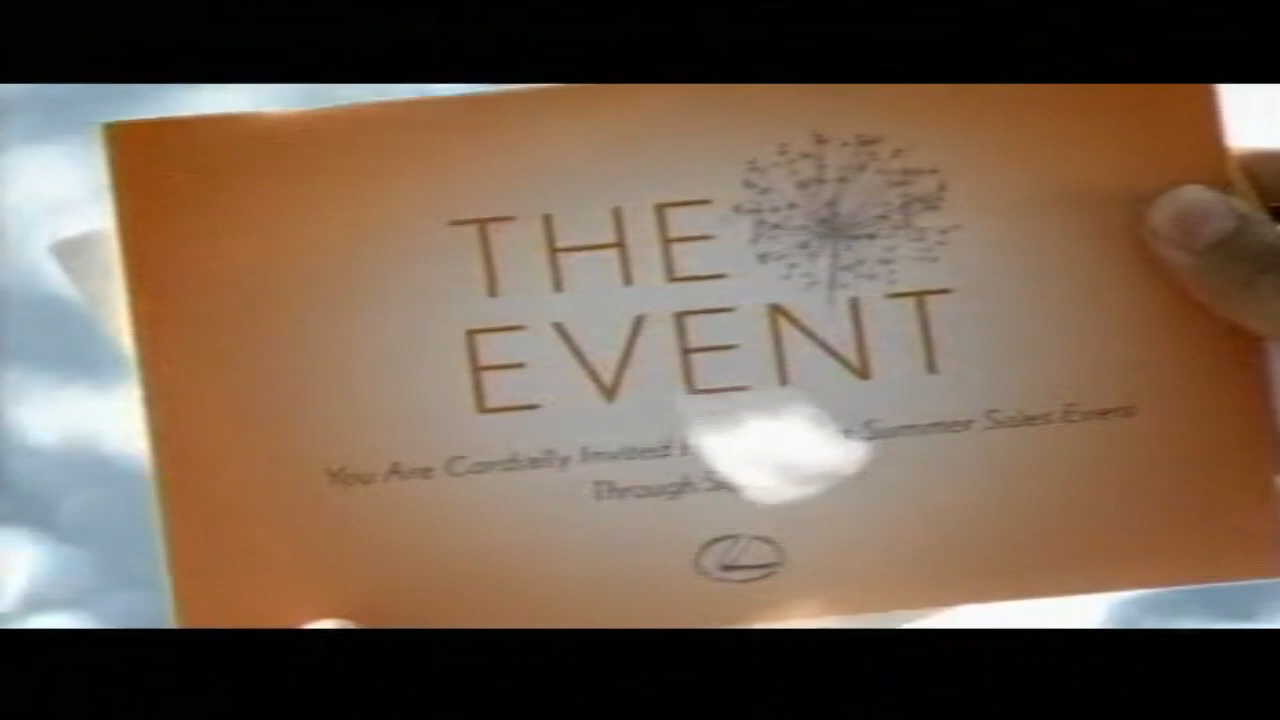 THE
EVENT
You Are Cordially Invited Summer Sales Event
Through